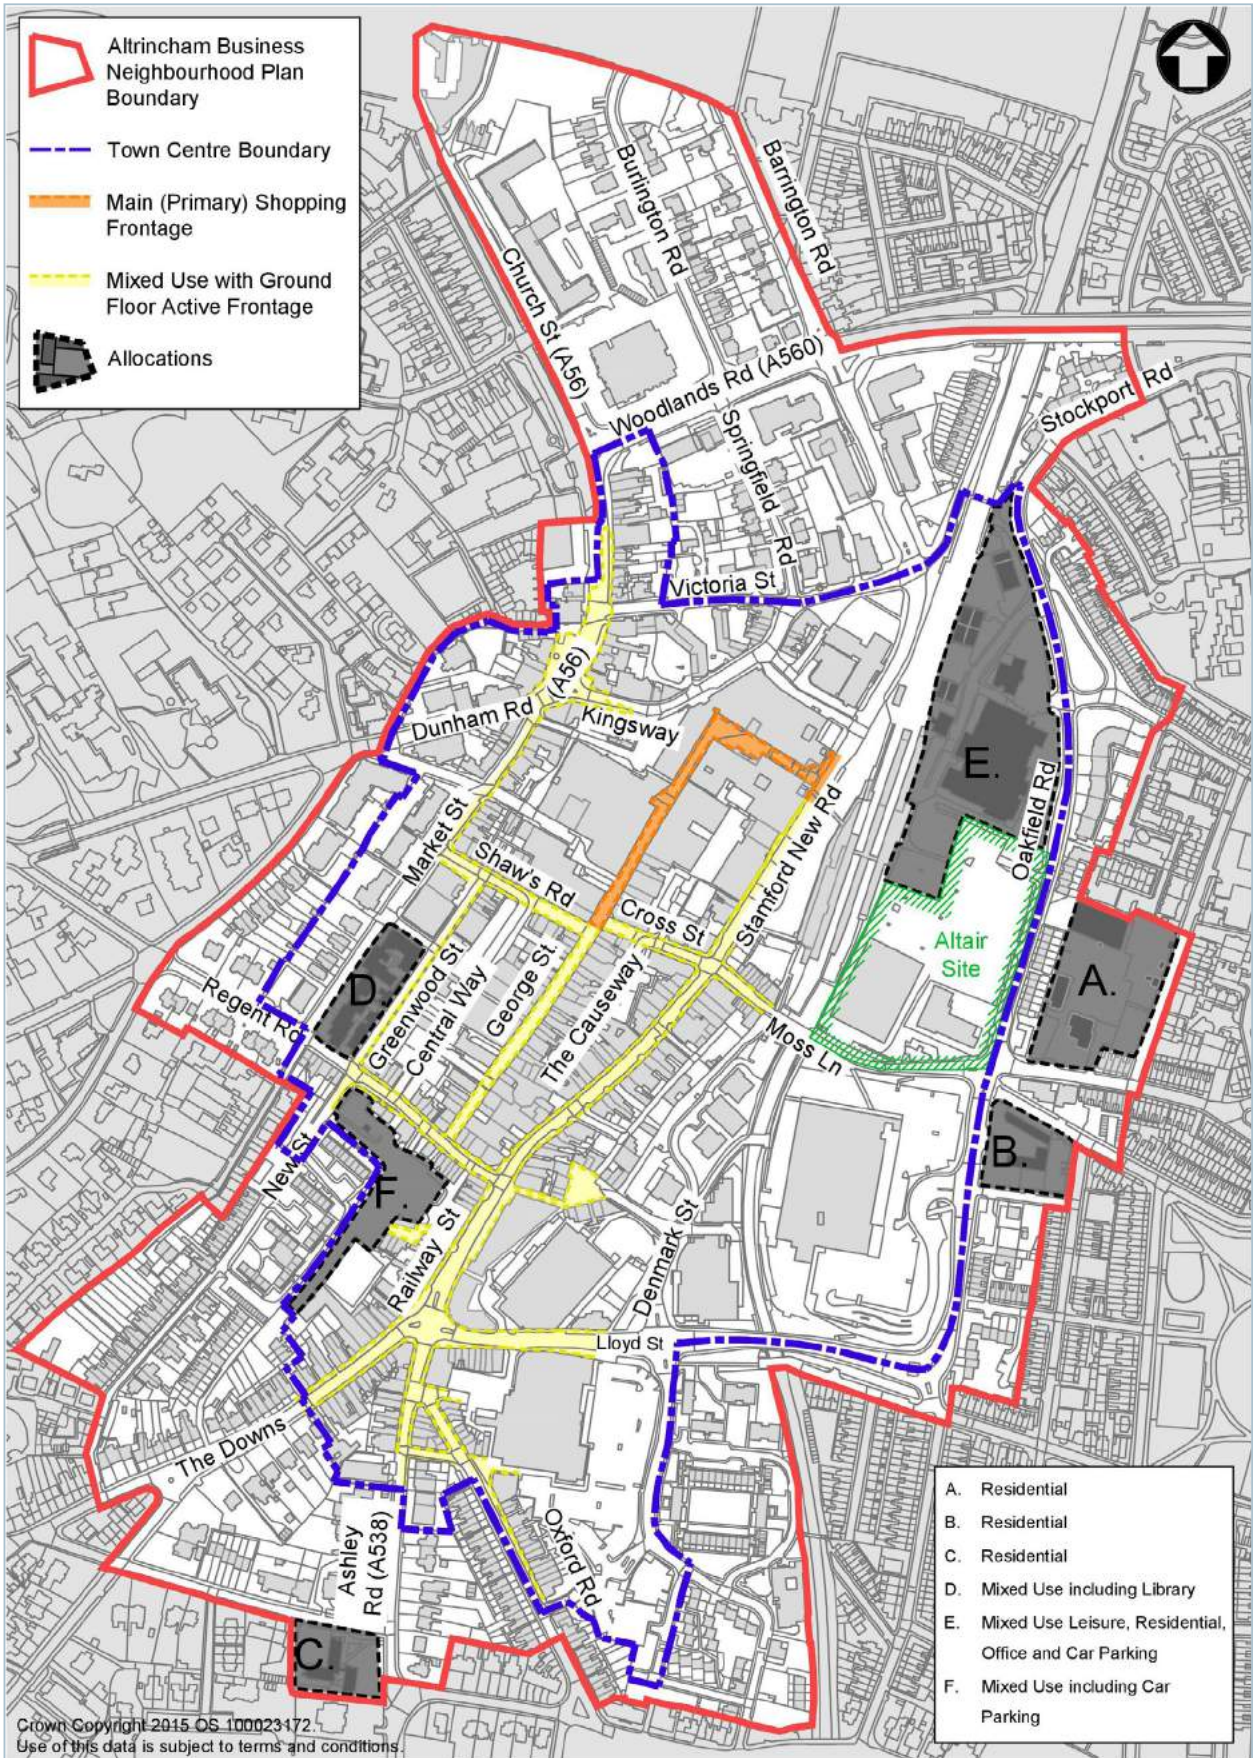 Altrincham Business
Neighbourhood Plan
Boundary
Town Centre Boundary
Main (Primary) Shopping
Frontage
Mixed Use with Ground
Floor Active Frontage
Allocations
Burlington Rd
Barrington Rd
Church St (A56)
Woodlands Rd (A560)
Stockport Rd
Springfield Rd
Victoria St
(A56)
Dunham Rd
Kingsway
E.
Oakfield Rd
Market St
Stamford New Rd
Shaw's Rd
Cross St
Altair
Site
A.
D.
Greenwood St
Central Way
George St.
The Causeway
Regent Rd
Moss Ln
B.
New St
F.
Railway St
Denmark St
Lloyd St
The Downs
Ashley
Rd (A538)
Oxford Rd
C.
A. Residential
B. Residential
C. Residential
D. Mixed Use including Library
E. Mixed Use Leisure, Residential,
Office and Car Parking
F. Mixed Use including Car
Parking
Crown Copyright 2015 OS 100023172.
Use of this data is subject to terms and conditions.